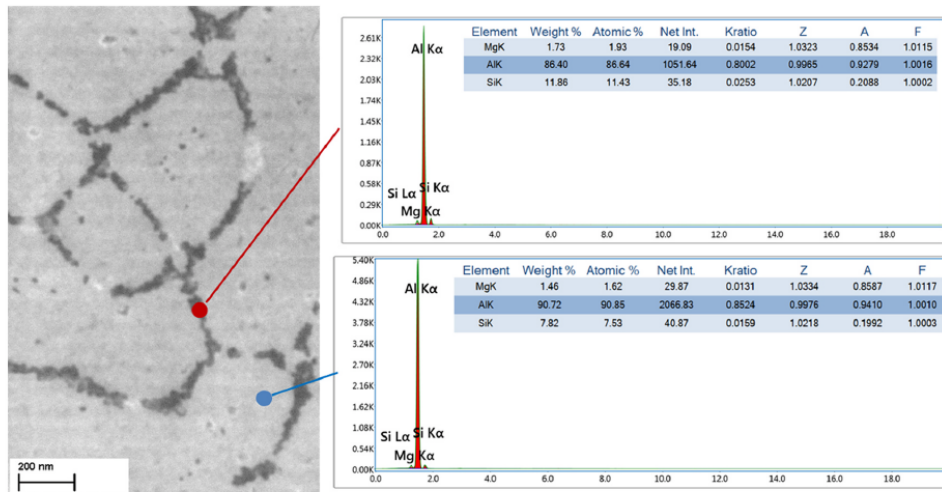 Al Kα
Si Lα Si Kα
Mg Kα
2.61K
2.32K
2.03K
1.74K
1.45K
1.16K
0.87K
0.58K
0.29K
0.00K
0.0 2.0 4.0 6.0 8.0 10.0 12.0 14.0 16.0 18.0
Element Weight % Atomic % Net Int. Kratio Z A F
MgK 1.73 1.93 19.09 0.0154 1.0323 0.8534 1.0115
AlK 86.40 86.64 1051.64 0.8002 0.9965 0.9279 1.0016
SiK 11.86 11.43 35.18 0.0253 1.0207 0.2088 1.0002
Al Kα
Si Lα Si Kα
Mg Kα
5.40K
4.86K
4.32K
3.78K
3.24K
2.70K
2.16K
1.62K
1.08K
0.54K
0.00K
0.0 2.0 4.0 6.0 8.0 10.0 12.0 14.0 16.0 18.0
Element Weight % Atomic % Net Int. Kratio Z A F
MgK 1.46 1.62 29.87 0.0131 1.0334 0.8587 1.0117
AlK 90.72 90.85 2066.83 0.8524 0.9976 0.9410 1.0010
SiK 7.82 7.53 40.87 0.0159 1.0218 0.1992 1.0003
200 nm